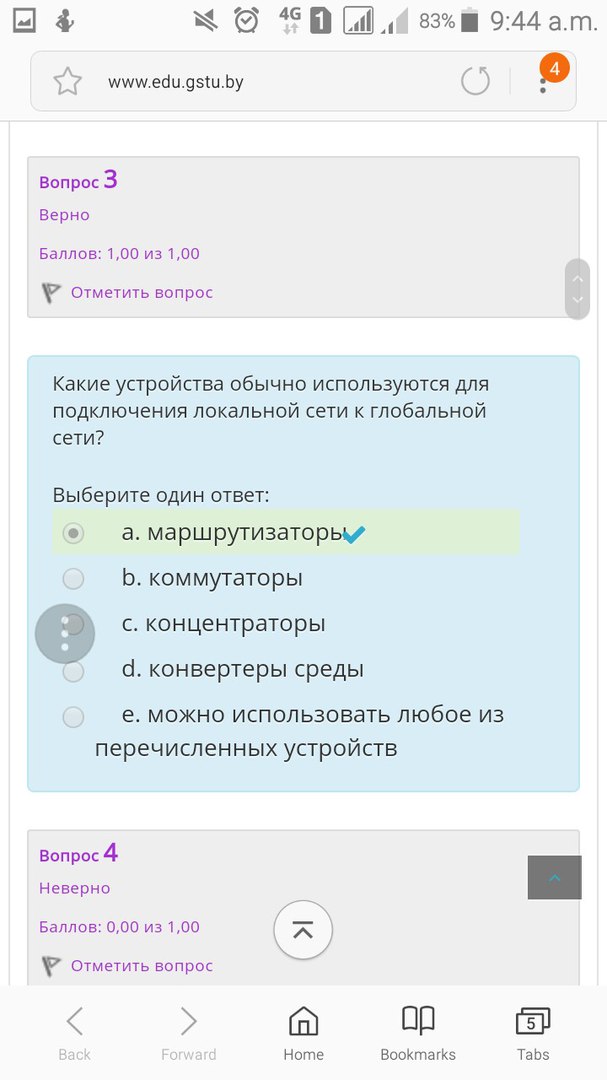 4G 1 83% 9:44 a.m.
www.edu.gstu.by
4
Вопрос 3
Верно
Баллов: 1,00 из 1,00
Отметить вопрос
Какие устройства обычно используются для
подключения локальной сети к глобальной
сети?
Выберите один ответ:
a. маршрутизаторы
b. коммутаторы
c. концентраторы
d. конвертеры среды
e. можно использовать любое из
перечисленных устройств
Вопрос 4
Неверно
Баллов: 0,00 из 1,00
Отметить вопрос
5
Back Forward Home Bookmarks Tabs